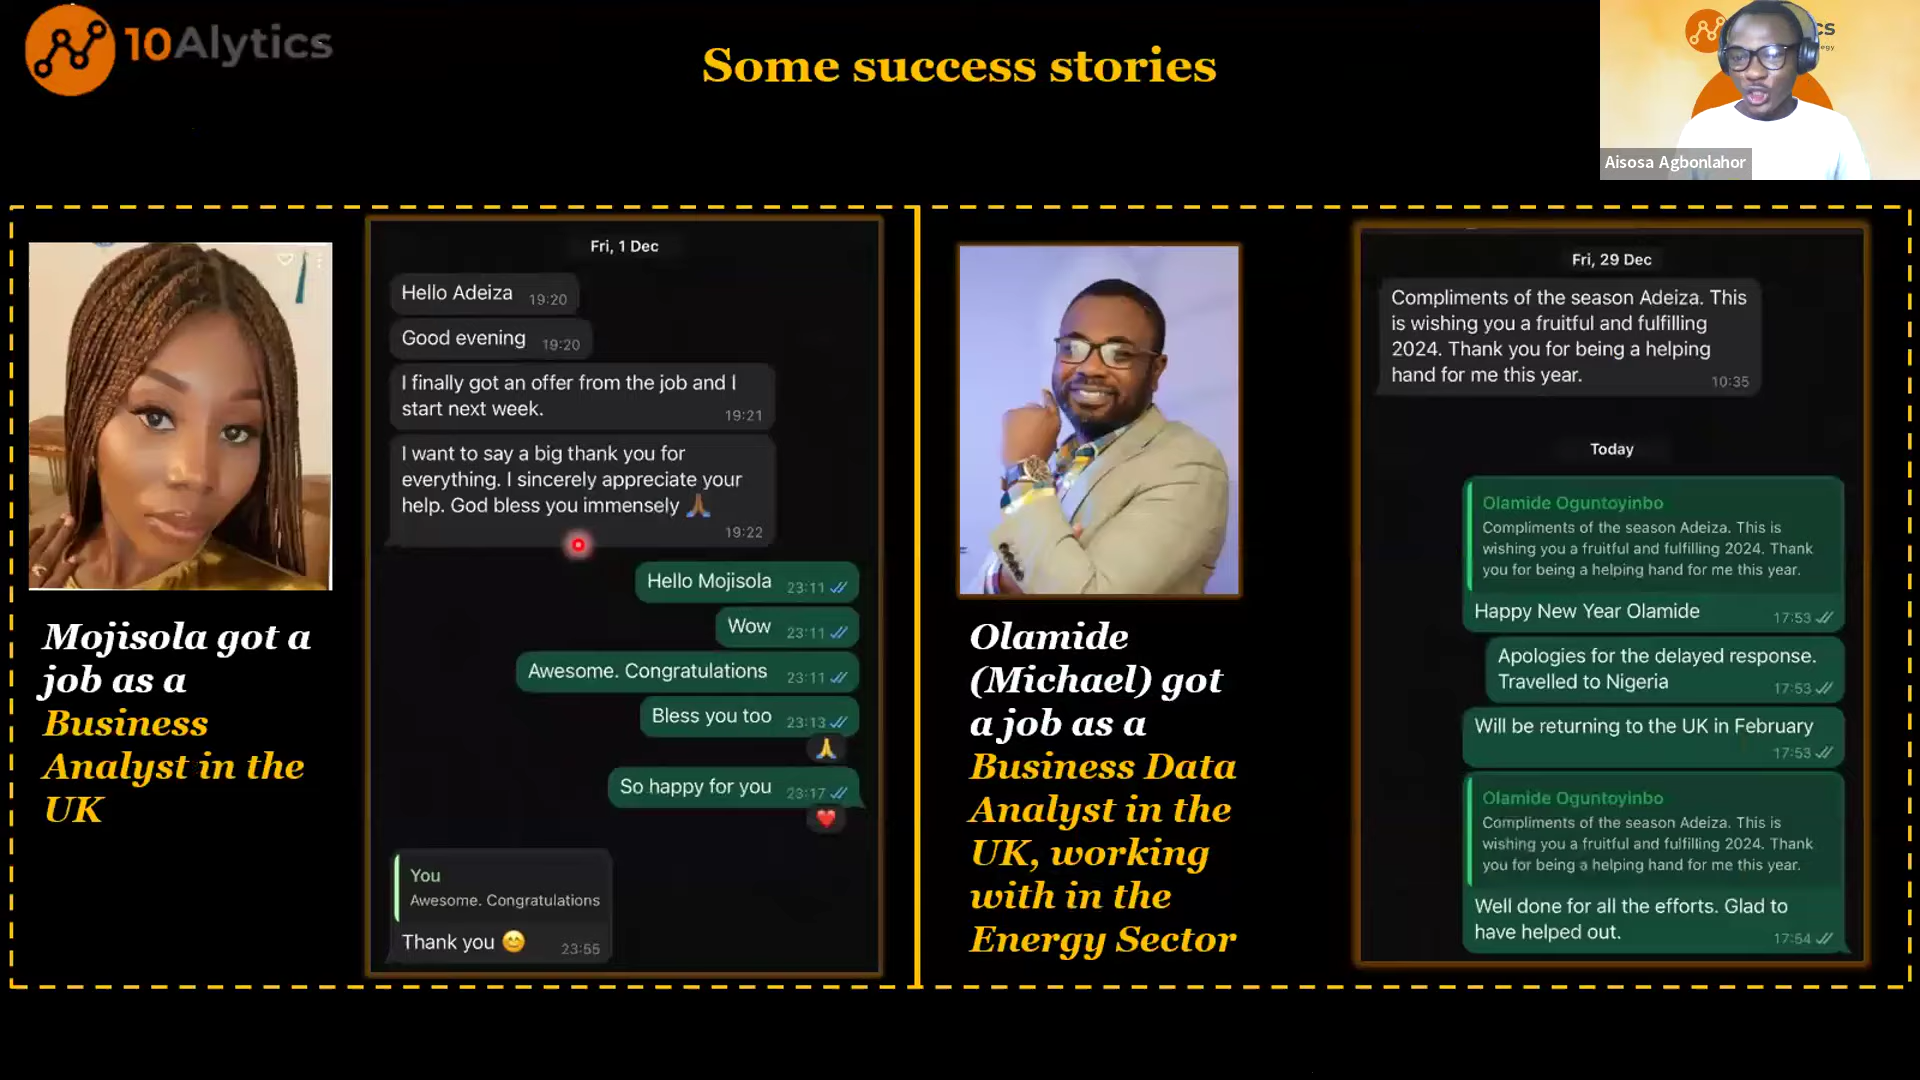 10Alytics
Some success stories
cs
Aisosa Agbonlahor
Fri, 1 Dec
Hello Adeiza 19:20
Good evening 19:20
I finally got an offer from the job and I
start next week.
19:21
I want to say a big thank you for
everything. I sincerely appreciate your
help. God bless you immensely 🙏🏾
19:22
Hello Mojisola 23:11
Wow 23:11
Awesome. Congratulations 23:11
Bless you too 23:13
🙏
So happy for you 23:17
❤️
You
Awesome. Congratulations
Thank you 😊 23:55
Mojisola got a
job as a
Business
Analyst in the
UK
Olamide
(Michael) got
a job as a
Business Data
Analyst in the
UK, working
with in the
Energy Sector
Fri, 29 Dec
Compliments of the season Adeiza. This
is wishing you a fruitful and fulfilling
2024. Thank you for being a helping
hand for me this year.
10:35
Today
Olamide Oguntoyinbo
Compliments of the season Adeiza. This is
wishing you a fruitful and fulfilling 2024. Thank
you for being a helping hand for me this year.
Happy New Year Olamide 17:53
Apologies for the delayed response.
Travelled to Nigeria 17:53
Will be returning to the UK in February
17:53
Olamide Oguntoyinbo
Compliments of the season Adeiza. This is
wishing you a fruitful and fulfilling 2024. Thank
you for being a helping hand for me this year.
Well done for all the efforts. Glad to
have helped out.
17:54